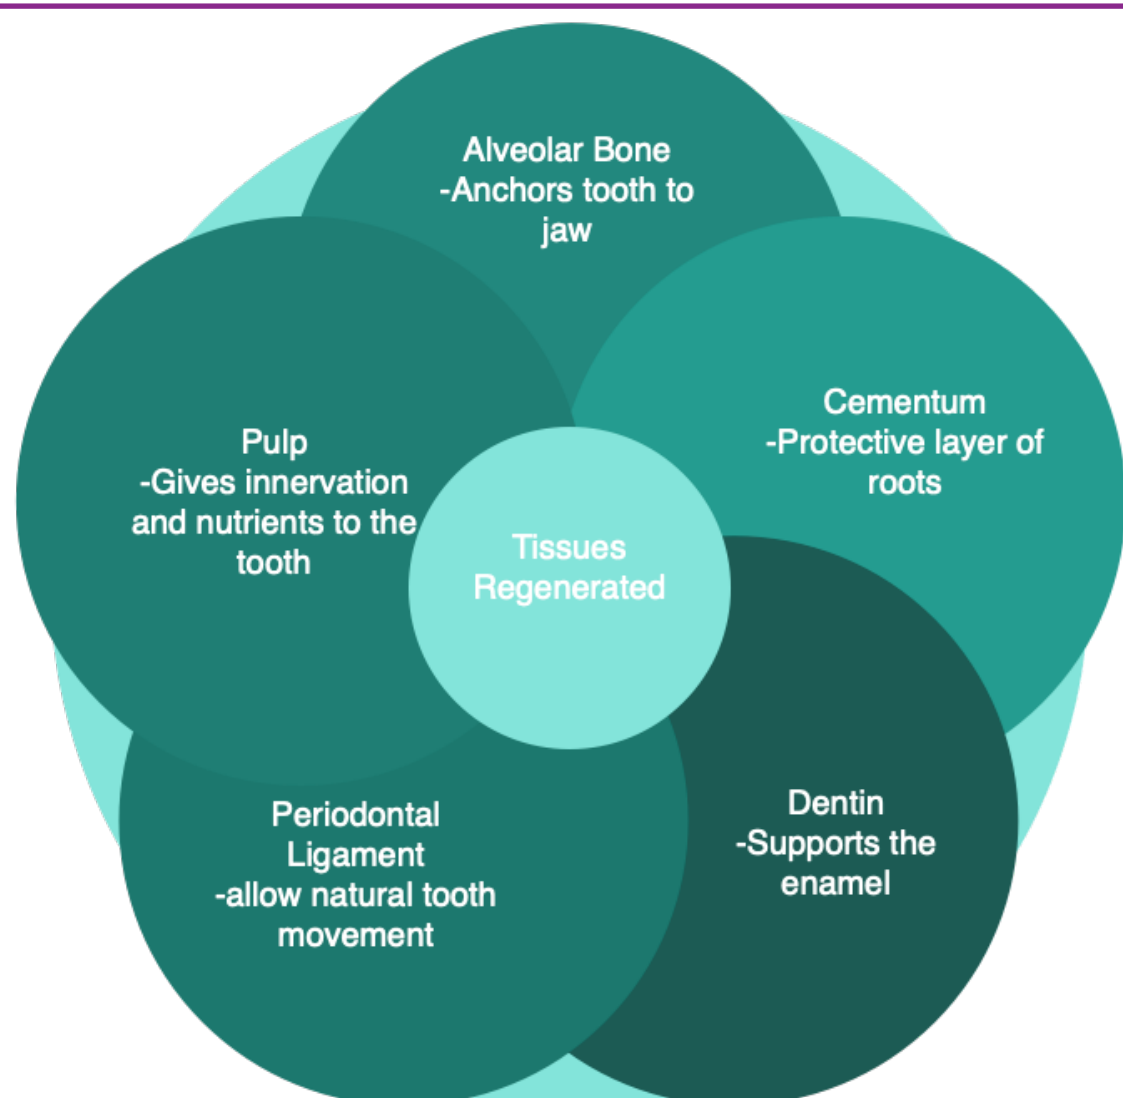 Alveolar Bone
-Anchors tooth to
jaw
Cementum
-Protective layer of
roots
Pulp
-Gives innervation
and nutrients to the
tooth
Tissues
Regenerated
Dentin
-Supports the
enamel
Periodontal
Ligament
-allow natural tooth
movement